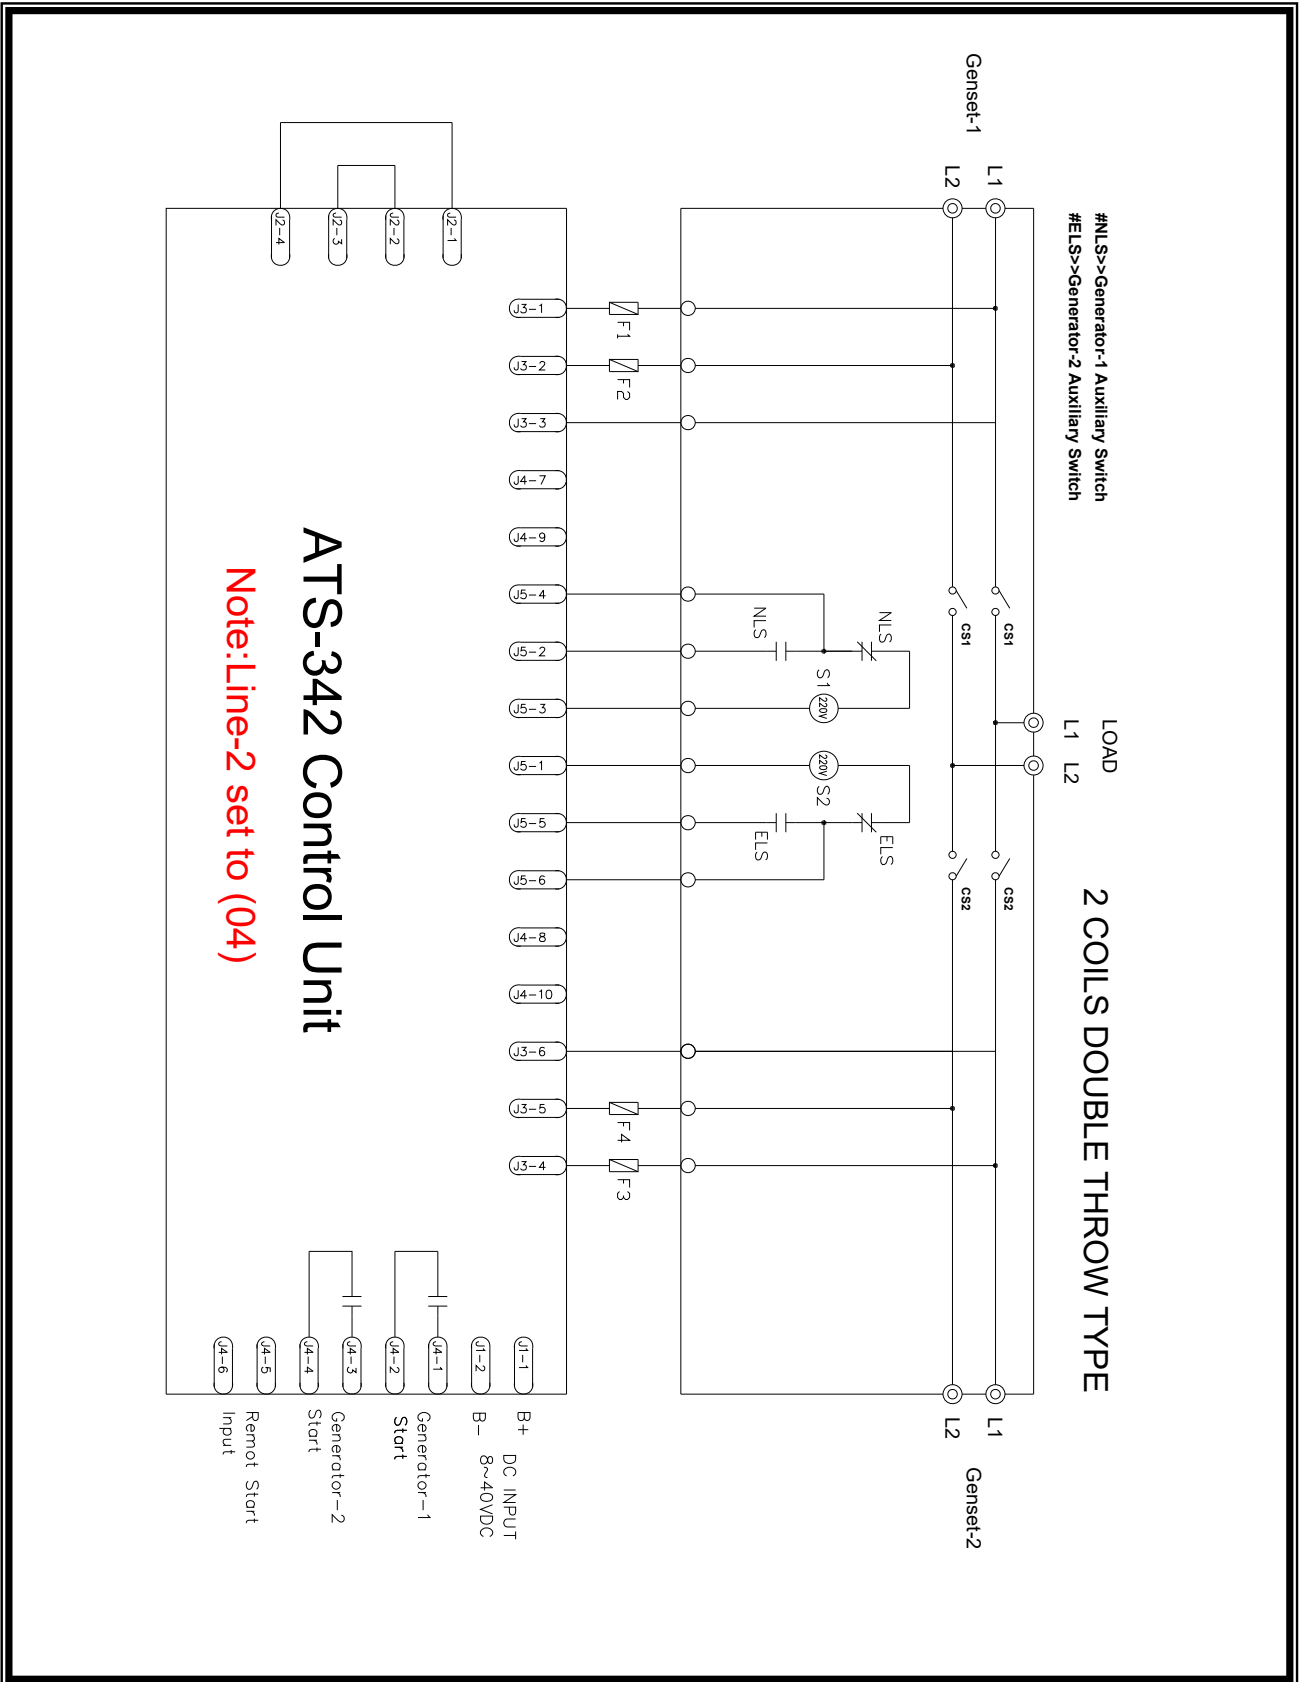 2 COILS DOUBLE THROW TYPE
LOAD
L1 L2
#NLS>>Generator-1 Auxiliary Switch
#ELS>>Generator-2 Auxiliary Switch
Genset-1
L1
L2
CS1
CS1
CS2
CS2
L1
L2
Genset-2
NLS
NLS
S1
220V
220V
S2
ELS
ELS
F1
F2
F4
F3
J3-1
J3-2
J3-3
J4-7
J4-9
J5-4
J5-2
J5-3
J5-1
J5-5
J5-6
J4-8
J4-10
J3-6
J3-5
J3-4
J2-1
J2-2
J2-3
J2-4
ATS-342 Control Unit
Note:Line-2 set to (04)
J1-1
J1-2
J4-1
J4-2
J4-3
J4-4
J4-5
J4-6
B+
DC INPUT
B-
8~40VDC
Generator-1
Start
Generator-2
Start
Remot Start
Input